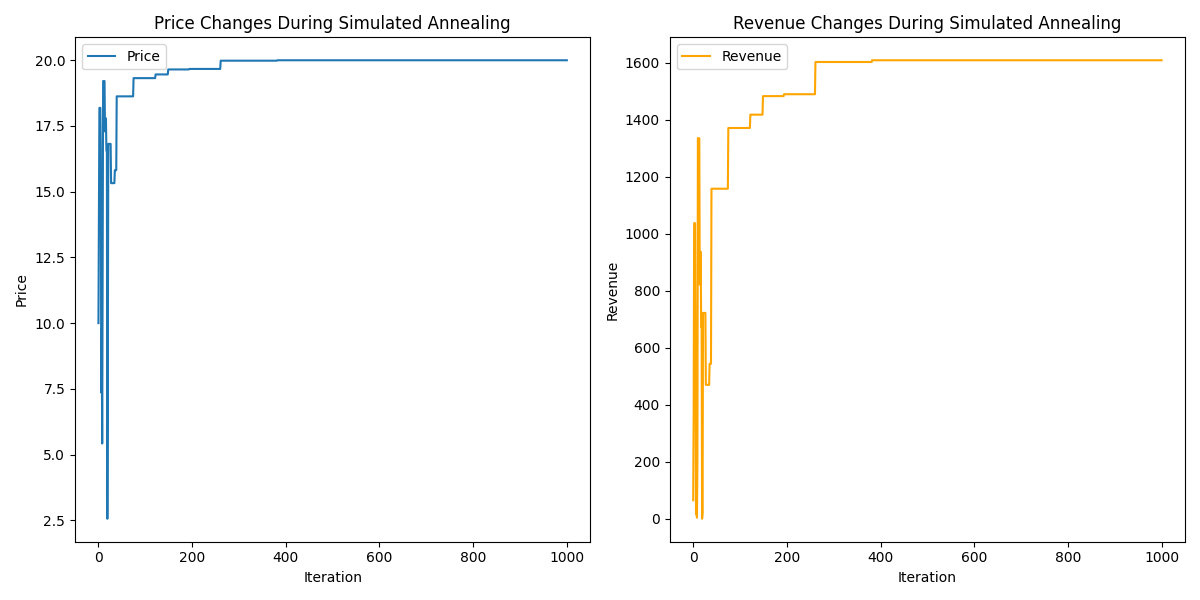 Price Changes During Simulated Annealing
Price
20.0
17.5
15.0
12.5
10.0
7.5
5.0
2.5
Price
0 200 400 600 800 1000
Iteration
Revenue Changes During Simulated Annealing
Revenue
1600
1400
1200
1000
800
600
400
200
0
Revenue
0 200 400 600 800 1000
Iteration